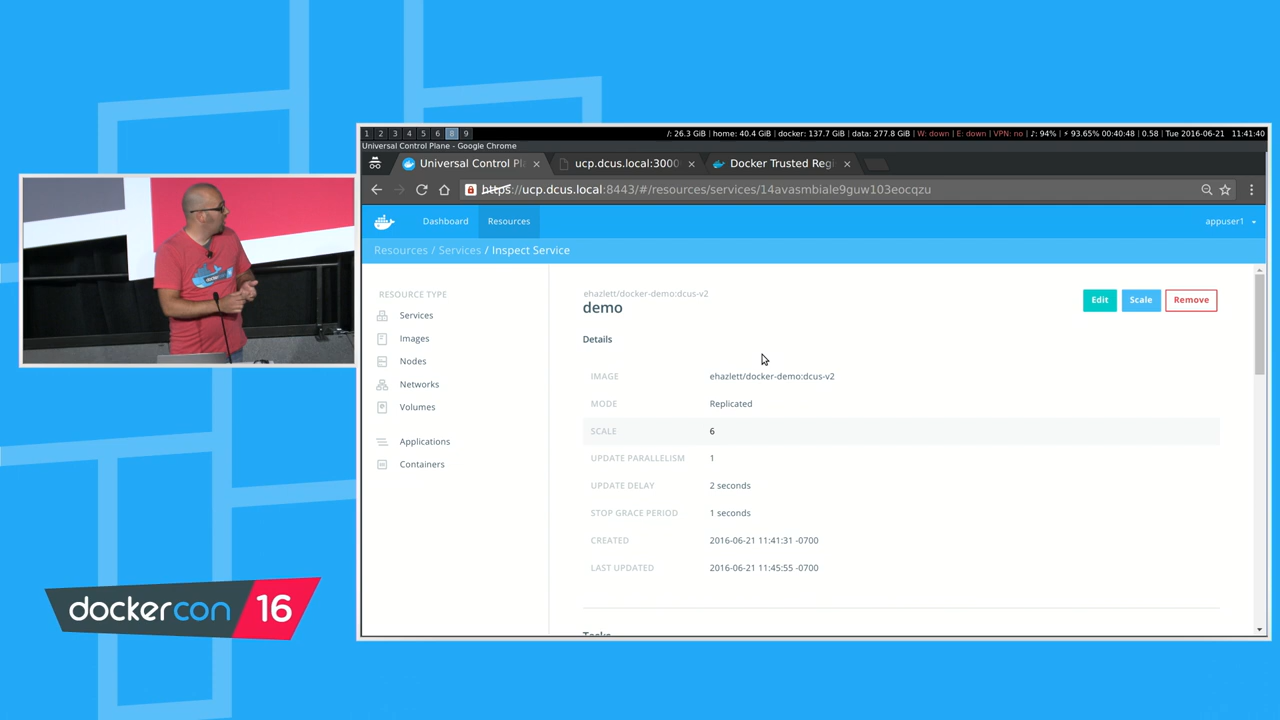 1 2 3 4 5 6 8 9
/: 26.3 GiB | home: 40.4 GiB | docker: 137.7 GiB | data: 277.8 GiB | W: down | E: down | VPN: no | ♪: 94% | ⚡ 93.65% 00:40:48 | 0.58 | Tue 2016-06-21 | 11:41:40
Universal Control Plane - Google Chrome
Universal Control Pl
ucp.dcus.local:3000
Docker Trusted Regi
https://ucp.dcus.local:8443/#/resources/services/14avasmbiale9guw103eocqzu
Dashboard
Resources
appuser1
Resources / Services / Inspect Service
RESOURCE TYPE
Services
Images
Nodes
Networks
Volumes
Applications
Containers
ehazlett/docker-demo:dcus-v2
demo
Edit
Scale
Remove
Details
IMAGE ehazlett/docker-demo:dcus-v2
MODE Replicated
SCALE 6
UPDATE PARALLELISM 1
UPDATE DELAY 2 seconds
STOP GRACE PERIOD 1 seconds
CREATED 2016-06-21 11:41:31 -0700
LAST UPDATED 2016-06-21 11:45:55 -0700
Tasks
dockercon 16